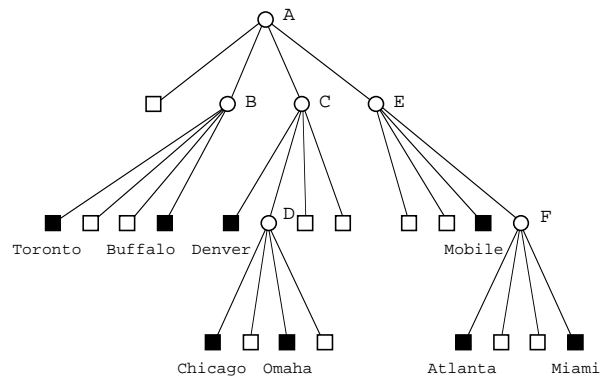 A
B C E
D F
Toronto Buffalo Denver Mobile
Chicago Omaha Atlanta Miami